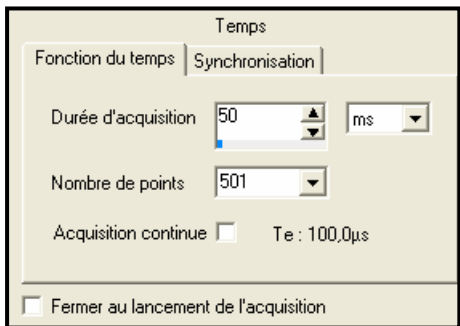 Temps
Fonction du temps Synchronisation
Durée d'acquisition 50 ms
Nombre de points 501
Acquisition continue Te : 100,0µs
Fermer au lancement de l'acquisition